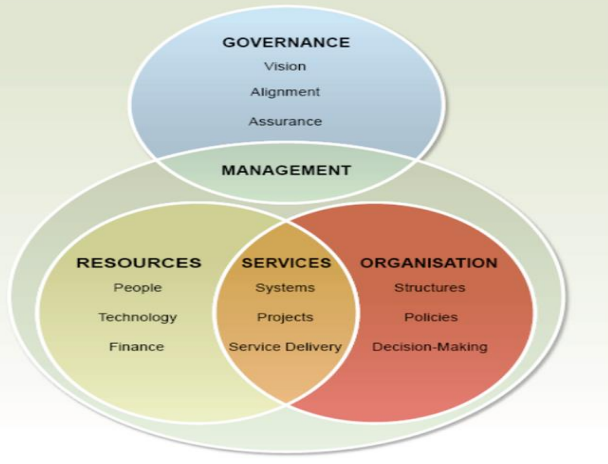 GOVERNANCE
Vision
Alignment
Assurance
MANAGEMENT
RESOURCES
People
Technology
Finance
SERVICES
Systems
Projects
Service Delivery
ORGANISATION
Structures
Policies
Decision-Making